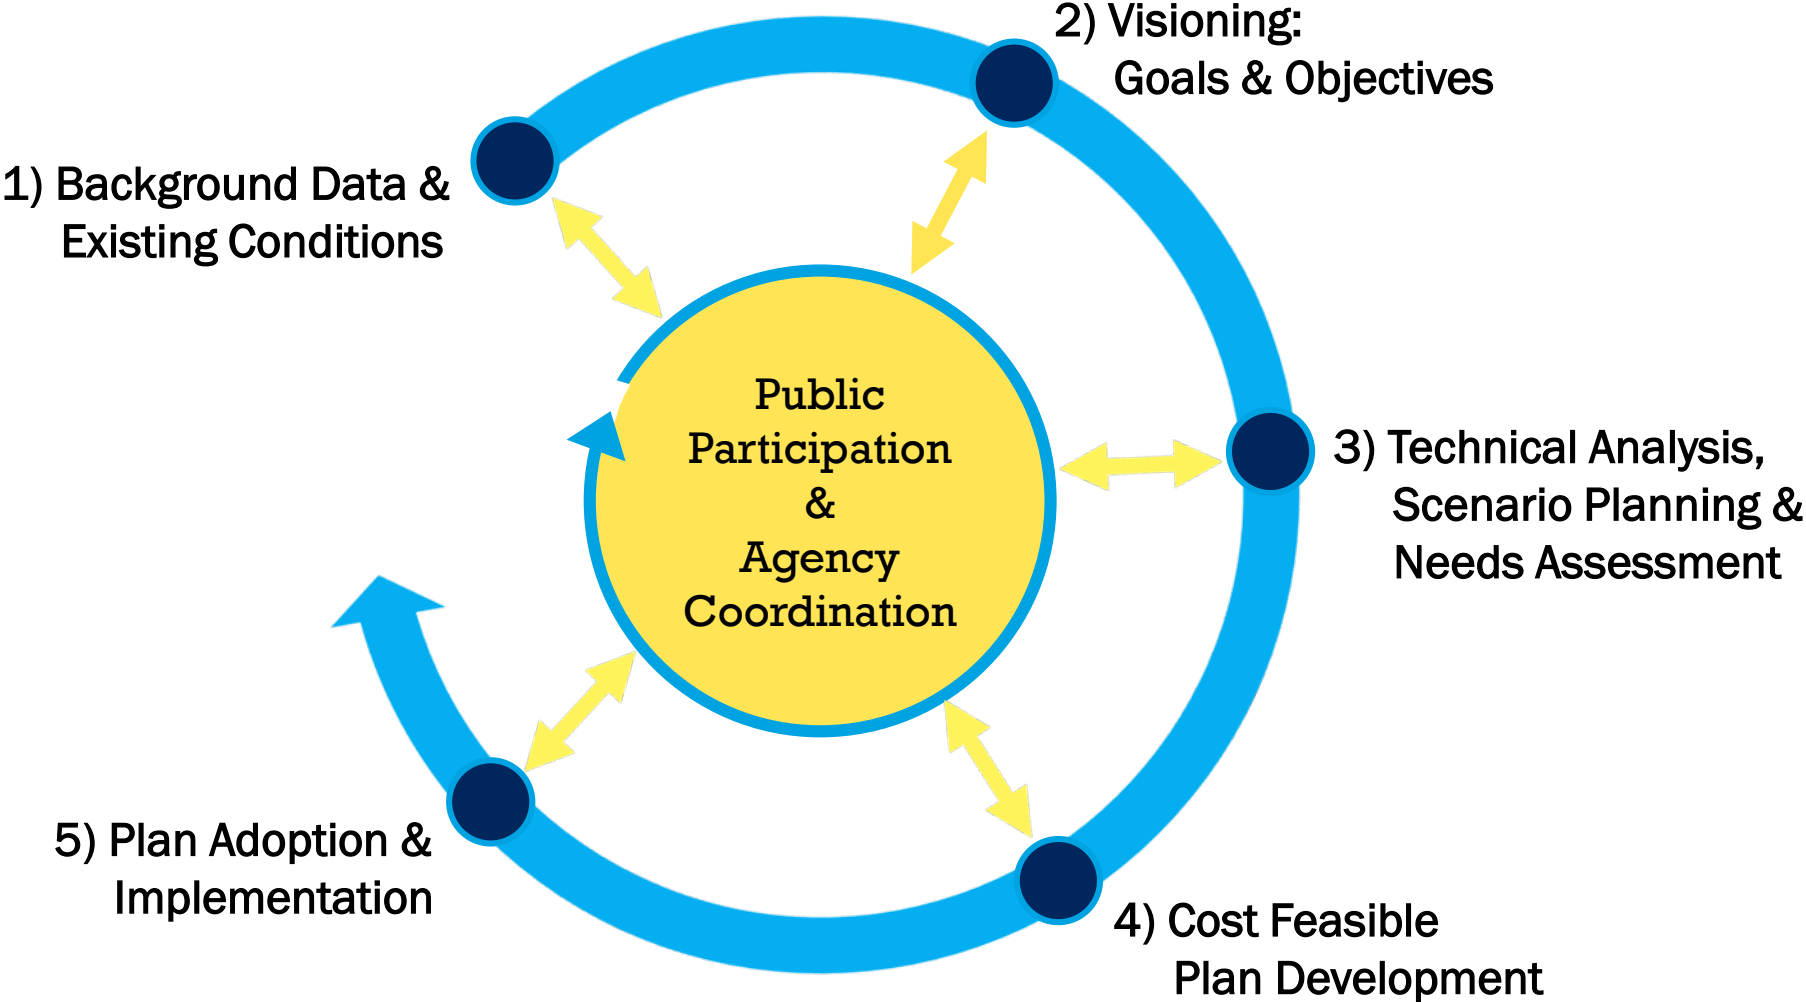 1) Background Data &
Existing Conditions
2) Visioning:
Goals & Objectives
3) Technical Analysis,
Scenario Planning &
Needs Assessment
4) Cost Feasible
Plan Development
5) Plan Adoption &
Implementation
Public
Participation
&
Agency
Coordination